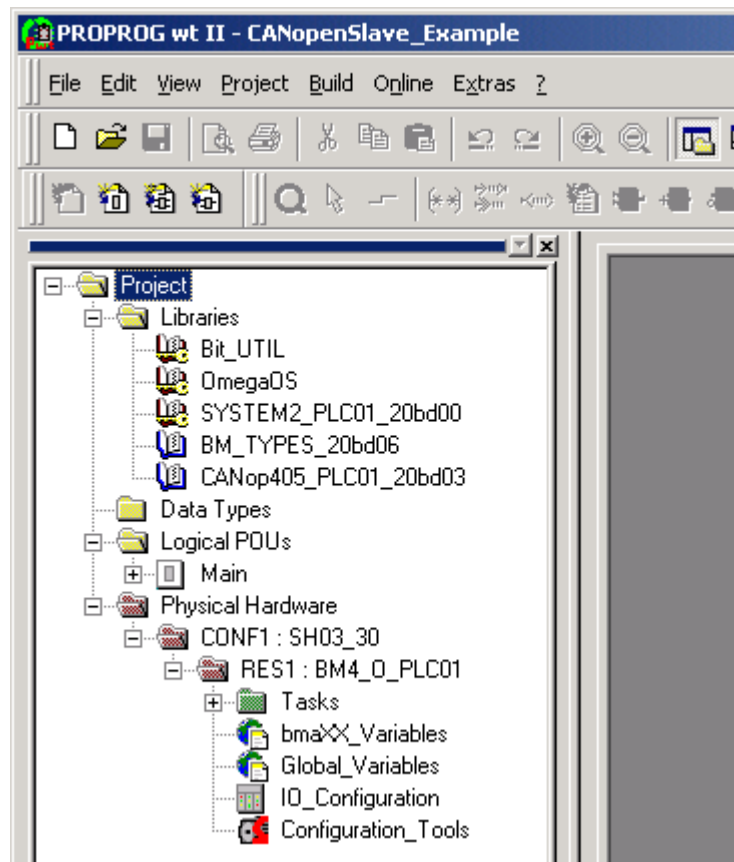 PROPROG wt II - CANopenSlave_Example
File Edit View Project Build Online Extras ?
Project
Libraries
Bit_UTIL
OmegaOS
SYSTEM2_PLC01_20bd00
BM_TYPES_20bd06
CANop405_PLC01_20bd03
Data Types
Logical POUs
Main
Physical Hardware
CONF1 : SH03_30
RES1 : BM4_O_PLC01
Tasks
bmaXX_Variables
Global_Variables
IO_Configuration
Configuration_Tools